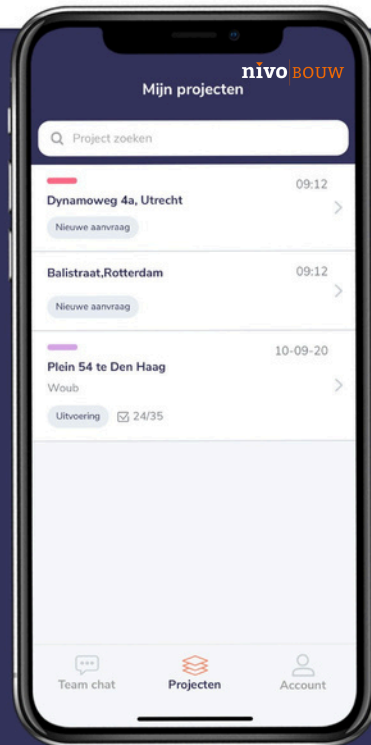 nivo BOUW
Mijn projecten
Project zoeken
09:12
Dynamoweg 4a, Utrecht
Nieuwe aanvraag
Balistraat,Rotterdam
09:12
Nieuwe aanvraag
10-09-20
Plein 54 te Den Haag
Woub
Uitvoering 24/35
Team chat
Projecten
Account